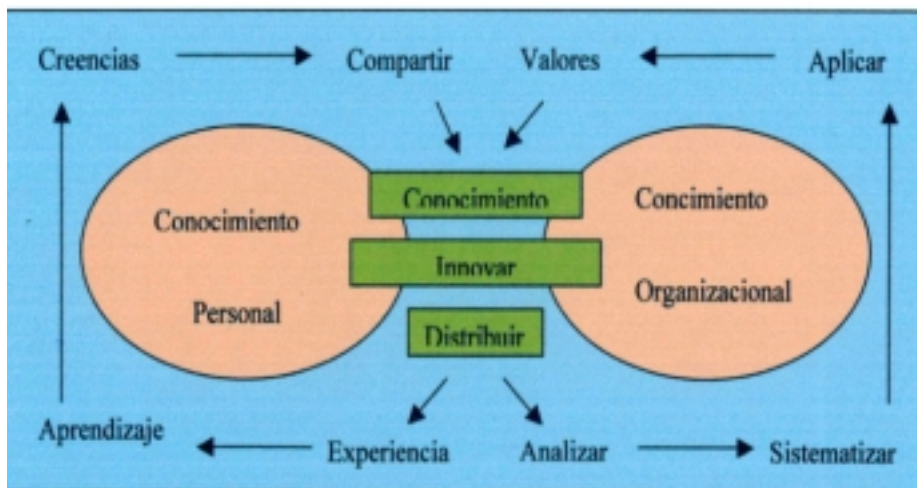 Creencias
Compartir
Valores
Aplicar
Conocimiento
Conocimiento
Personal
Innovar
Concimiento
Organizacional
Distribuir
Aprendizaje
Experiencia
Analizar
Sistematizar